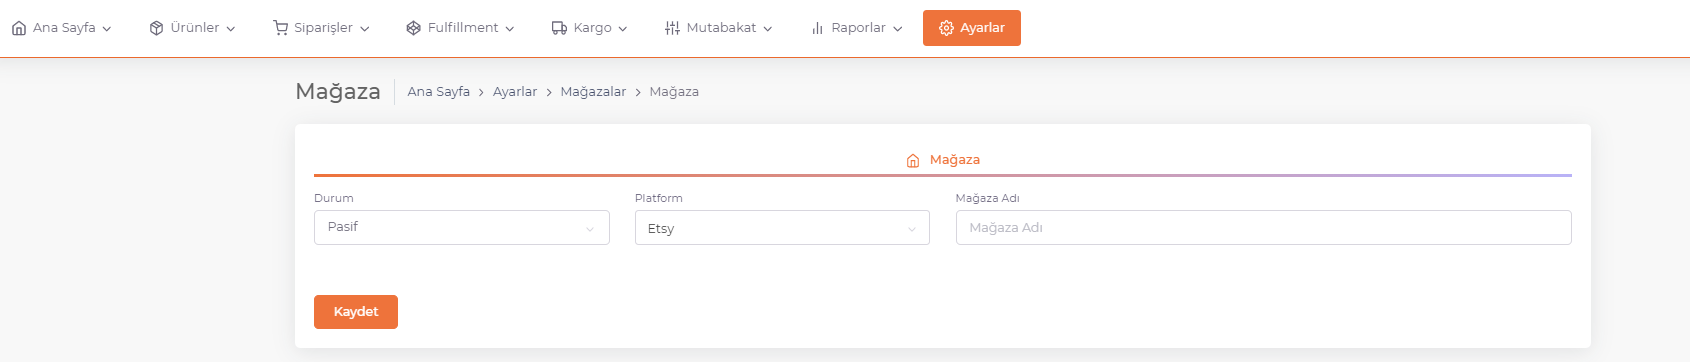 Ana Sayfa Ürünler Siparişler Fulfillment Kargo Mutabakat Raporlar Ayarlar
Mağaza Ana Sayfa > Ayarlar > Mağazalar > Mağaza
Mağaza
Durum Platform Mağaza Adı
Pasif Etsy Mağaza Adı
Kaydet